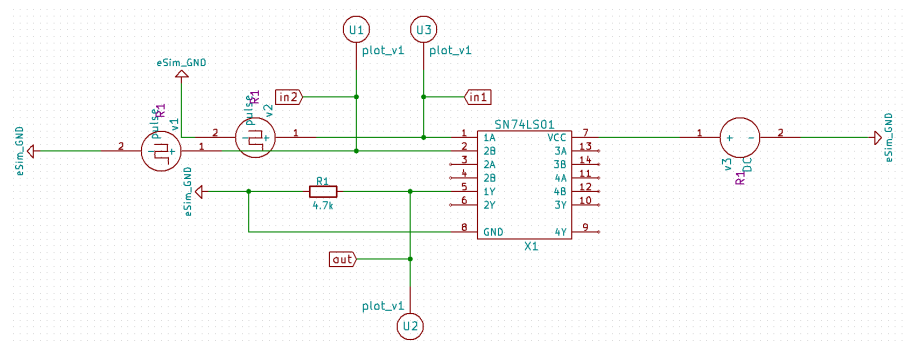 U1
U3
plot_v1
plot_v1
eSim_GND
in2
in1
R1
pulse
v1
R1
pulse
v2
SN74LS01
2
1
2
1
eSim_GND
1 1A
2 2B
3 2A
4 2B
5 1Y
6 2Y
8 GND
VCC 7
3A 13
3B 14
4A 11
4B 12
3Y 10
4Y 9
X1
1
+
-
2
v3
DC
R1
eSim_GND
eSim_GND
R1
4.7k
out
plot_v1
U2